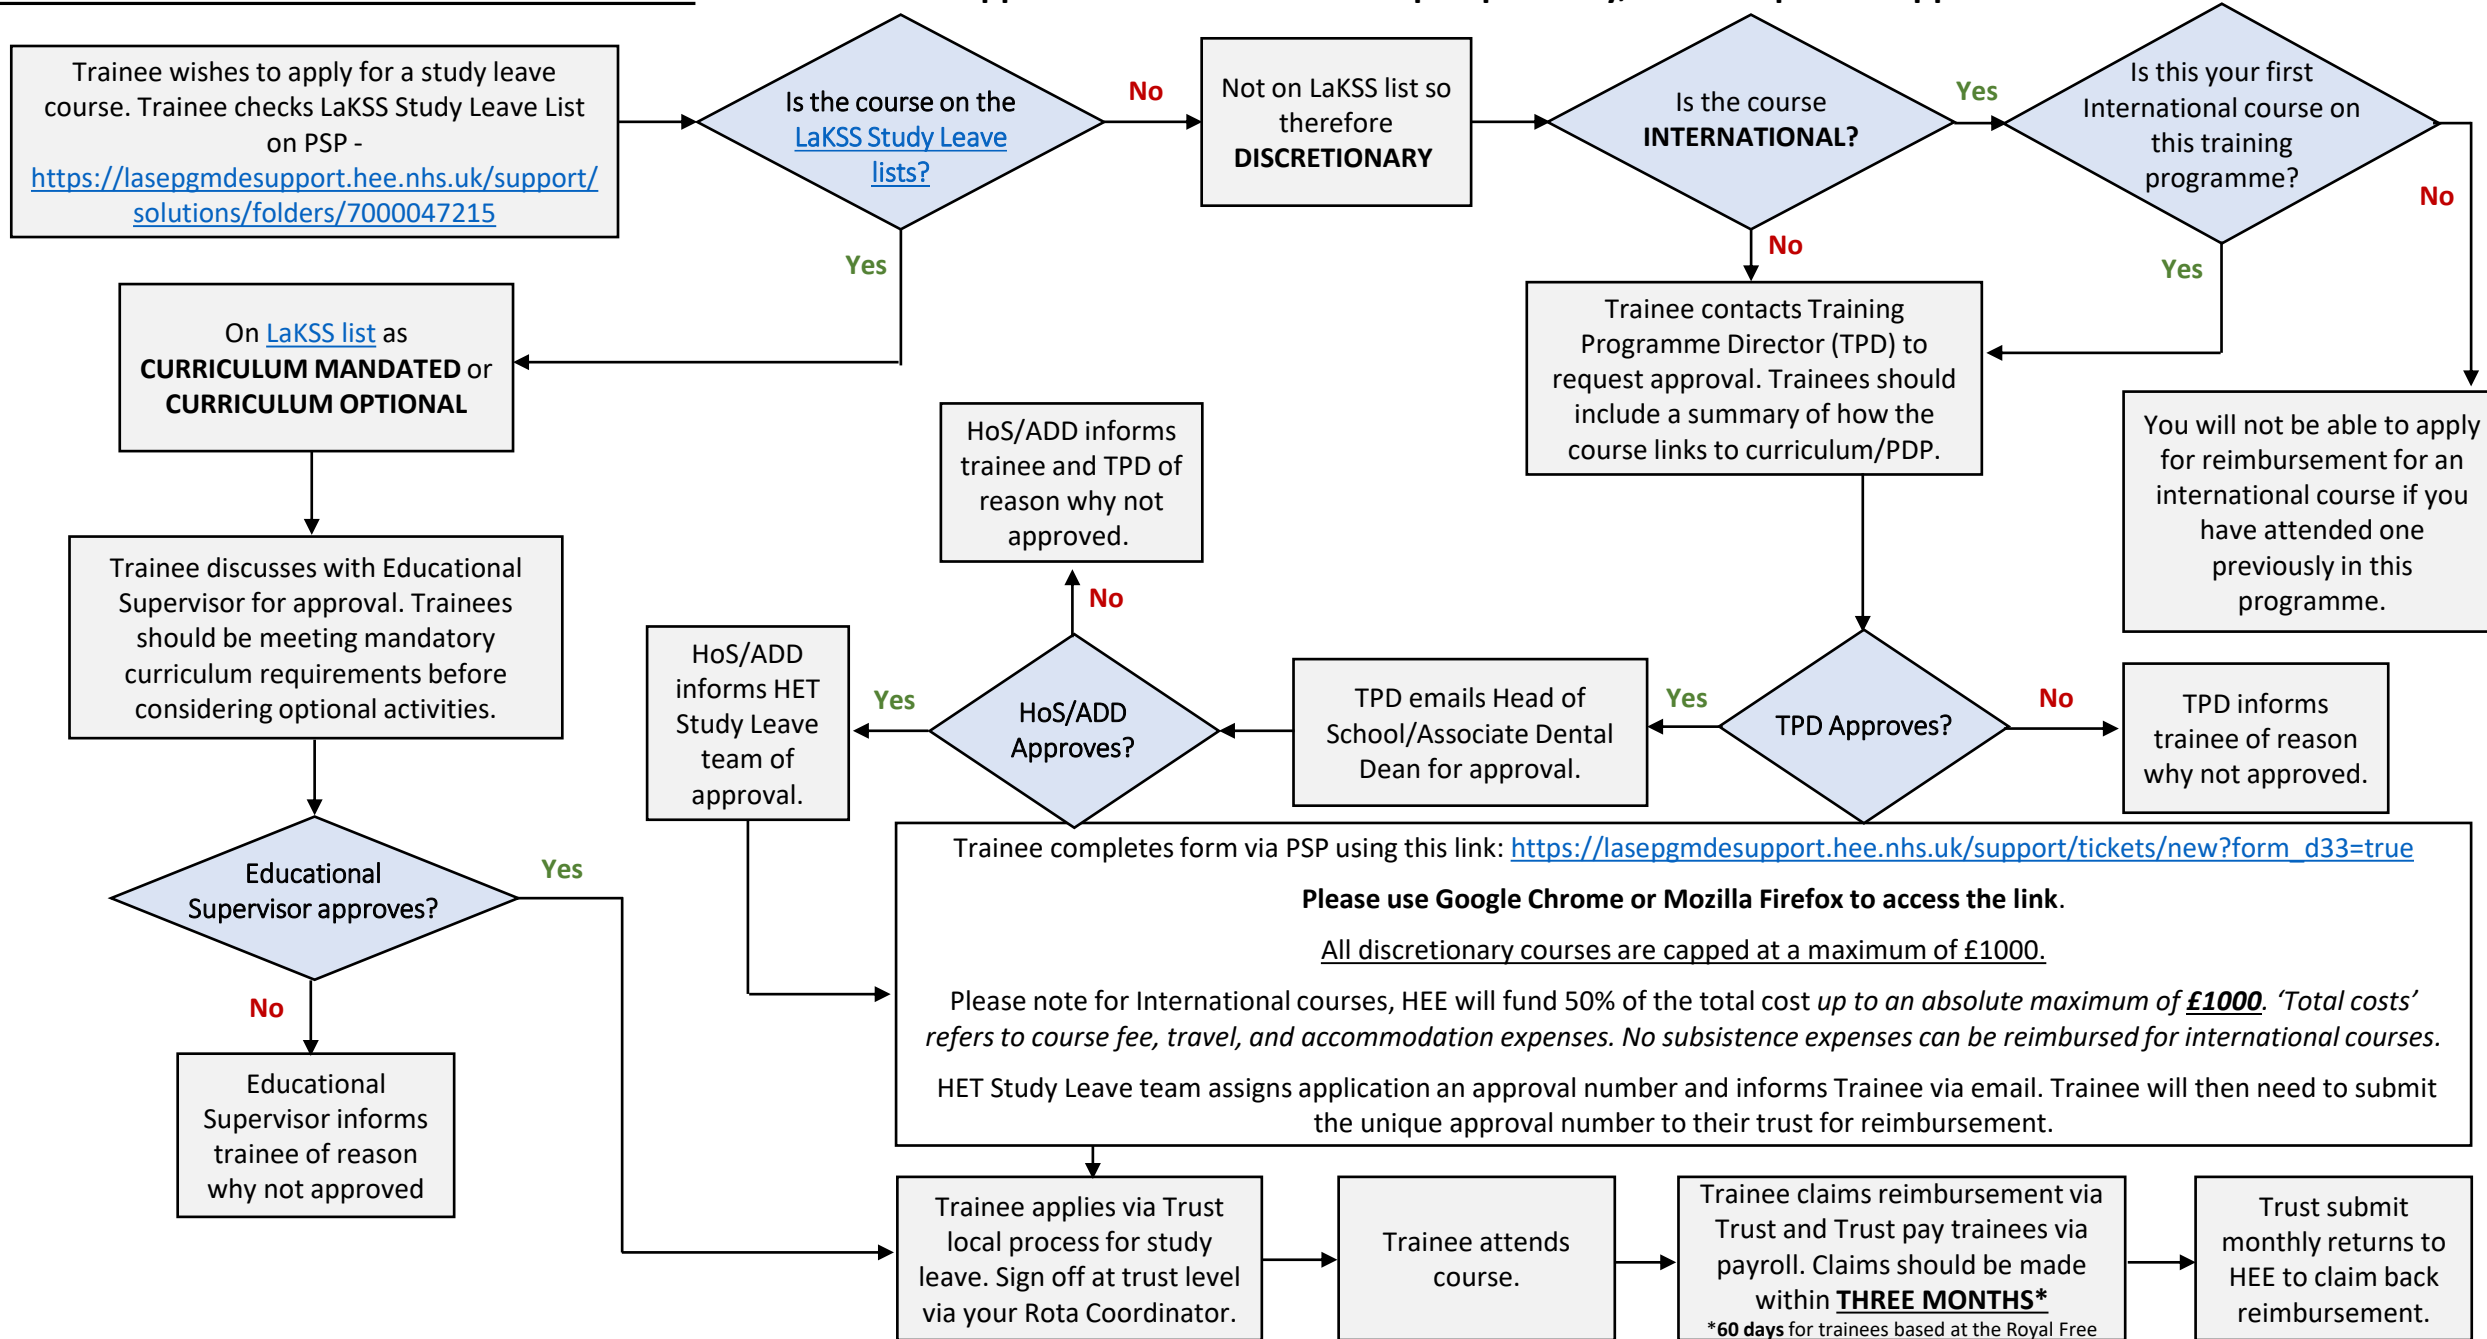 Trainee wishes to apply for a study leave
course. Trainee checks LaKSS Study Leave List
on PSP -
https://lasepgmdesupport.hee.nhs.uk/support/
solutions/folders/7000047215
Is the course on the
LaKSS Study Leave
lists?
No
Not on LaKSS list so
therefore
DISCRETIONARY
Is the course
INTERNATIONAL?
Yes
Is this your first
International course on
this training
programme?
No
Yes
No
Yes
On LaKSS list as
CURRICULUM MANDATED or
CURRICULUM OPTIONAL
Trainee contacts Training
Programme Director (TPD) to
request approval. Trainees should
include a summary of how the
course links to curriculum/PDP.
You will not be able to apply
for reimbursement for an
international course if you
have attended one
previously in this
programme.
HoS/ADD informs
trainee and TPD of
reason why not
approved.
No
Trainee discusses with Educational
Supervisor for approval. Trainees
should be meeting mandatory
curriculum requirements before
considering optional activities.
HoS/ADD
informs HET
Study Leave
team of
approval.
Yes
HoS/ADD
Approves?
TPD emails Head of
School/Associate Dental
Dean for approval.
Yes
TPD Approves?
No
TPD informs
trainee of reason
why not approved.
Educational
Supervisor approves?
Yes
No
Educational
Supervisor informs
trainee of reason
why not approved
Trainee completes form via PSP using this link: https://lasepgmdesupport.hee.nhs.uk/support/tickets/new?form_d33=true
Please use Google Chrome or Mozilla Firefox to access the link.
All discretionary courses are capped at a maximum of £1000.
Please note for International courses, HEE will fund 50% of the total cost up to an absolute maximum of £1000. ‘Total costs’
refers to course fee, travel, and accommodation expenses. No subsistence expenses can be reimbursed for international courses.
HET Study Leave team assigns application an approval number and informs Trainee via email. Trainee will then need to submit
the unique approval number to their trust for reimbursement.
Trainee applies via Trust
local process for study
leave. Sign off at trust level
via your Rota Coordinator.
Trainee attends
course.
Trainee claims reimbursement via
Trust and Trust pay trainees via
payroll. Claims should be made
within THREE MONTHS*
*60 days for trainees based at the Royal Free
Trust submit
monthly returns to
HEE to claim back
reimbursement.